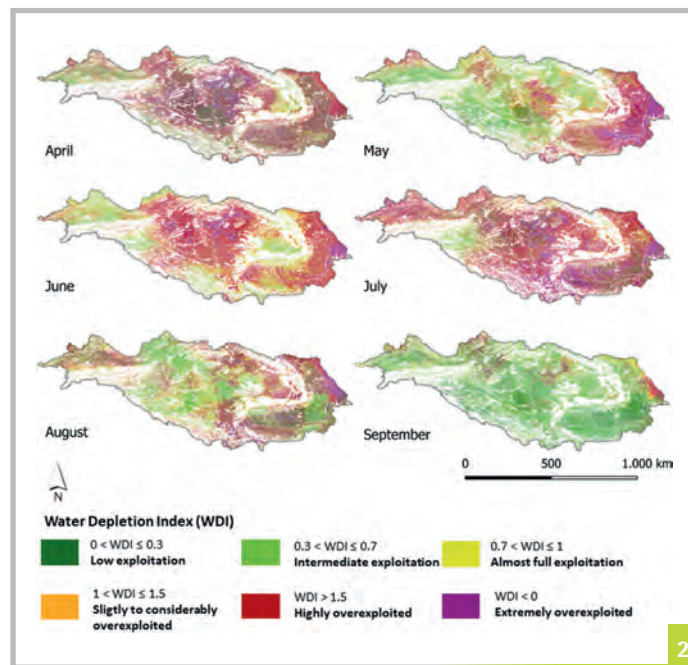 April
May
June
July
August
September
N
0 500 1.000 km
Water Depletion Index (WDI)
0 < WDI ≤ 0.3
Low exploitation
0.3 < WDI ≤ 0.7
Intermediate exploitation
0.7 < WDI ≤ 1
Almost full exploitation
1 < WDI ≤ 1.5
Sligtly to considerably
overexploited
WDI > 1.5
Highly overexploited
WDI < 0
Extremely overexploited
2